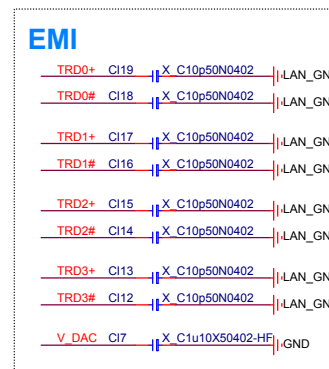 EMI
TRD0+ CI19 X_C10p50N0402 LAN_GN
TRD0# CI18 X_C10p50N0402 LAN_GN
TRD1+ CI17 X_C10p50N0402 LAN_GN
TRD1# CI16 X_C10p50N0402 LAN_GN
TRD2+ CI15 X_C10p50N0402 LAN_GN
TRD2# CI14 X_C10p50N0402 LAN_GN
TRD3+ CI13 X_C10p50N0402 LAN_GN
TRD3# CI12 X_C10p50N0402 LAN_GN
V_DAC CI7 X_C1u10X50402-HF GND